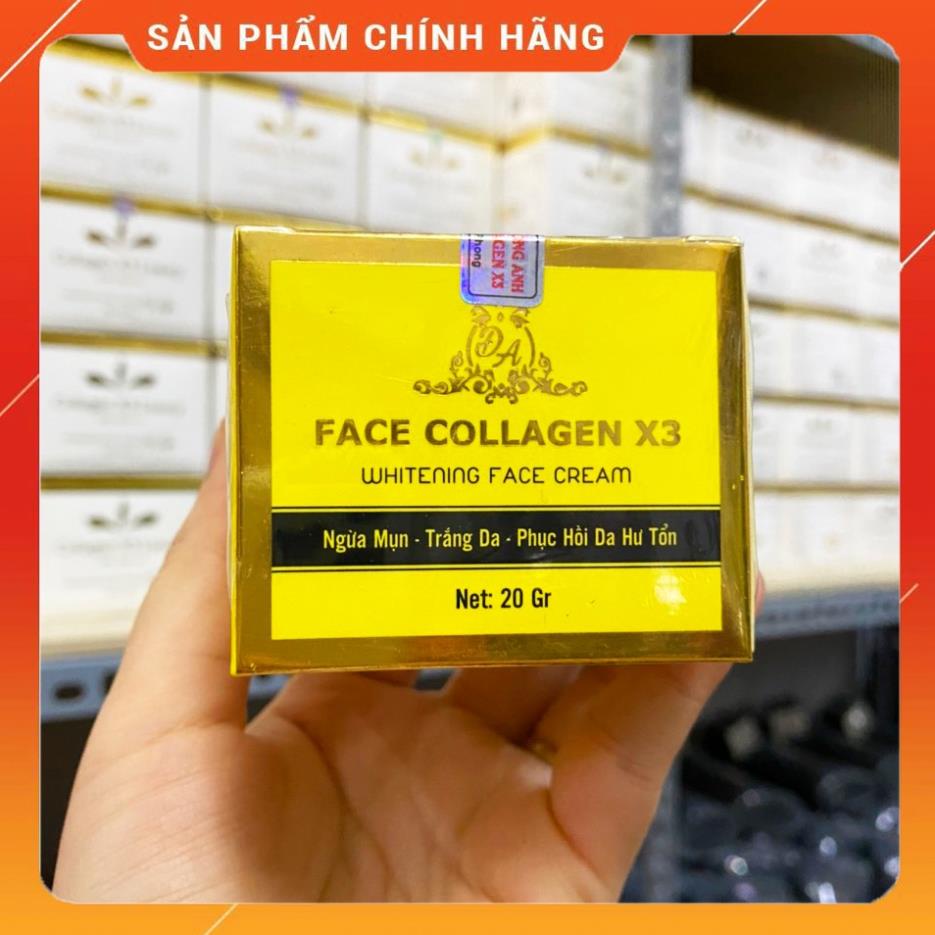 SẢN PHẨM CHÍNH HÃNG
ĐA
FACE COLLAGEN X3
WHITENING FACE CREAM
Ngừa Mụn - Trắng Da - Phục Hồi Da Hư Tổn
Net: 20 Gr